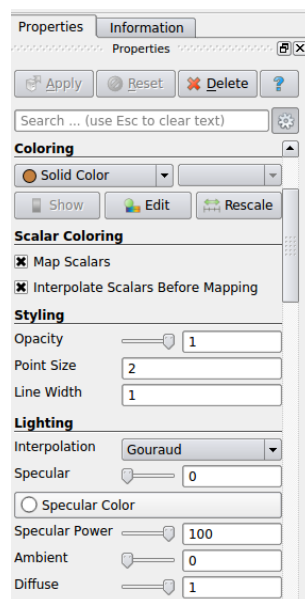 Properties Information
Properties
Apply Reset Delete ?
Search ... (use Esc to clear text)
Coloring
Solid Color
Show Edit Rescale
Scalar Coloring
Map Scalars
Interpolate Scalars Before Mapping
Styling
Opacity 1
Point Size 2
Line Width 1
Lighting
Interpolation Gouraud
Specular 0
Specular Color
Specular Power 100
Ambient 0
Diffuse 1